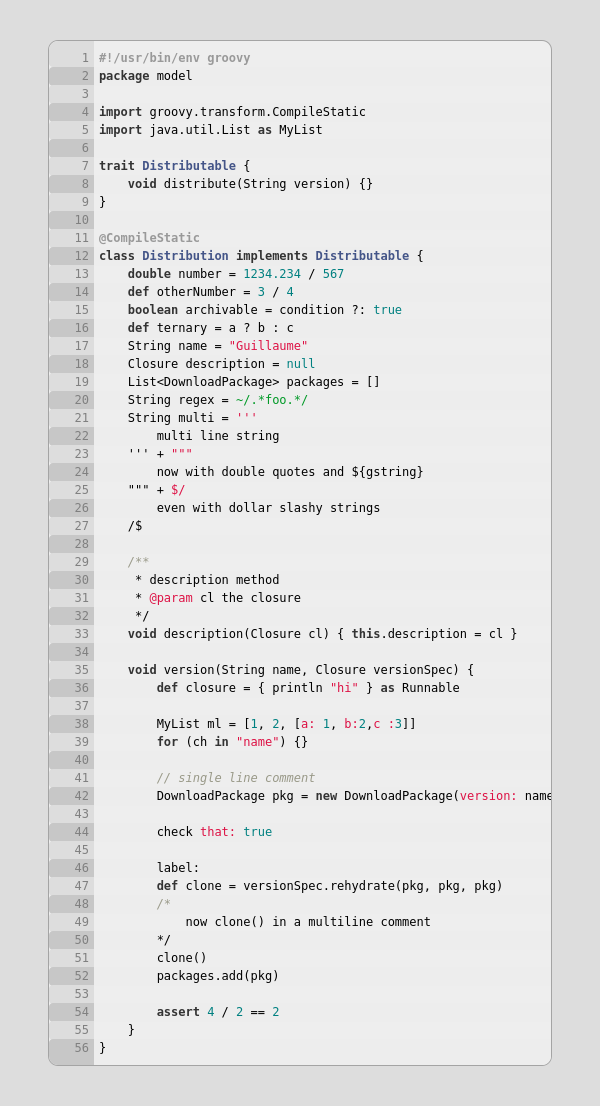 1 #!/usr/bin/env groovy
2 package model
3
4 import groovy.transform.CompileStatic
5 import java.util.List as MyList
6
7 trait Distributable {
8     void distribute(String version) {}
9 }
10
11 @CompileStatic
12 class Distribution implements Distributable {
13     double number = 1234.234 / 567
14     def otherNumber = 3 / 4
15     boolean archivable = condition ?: true
16     def ternary = a ? b : c
17     String name = "Guillaume"
18     Closure description = null
19     List<DownloadPackage> packages = []
20     String regex = ~/.*foo.*/
21     String multi = '''
22         multi line string
23     ''' + """
24         now with double quotes and ${gstring}
25     """ + $/
26         even with dollar slashy strings
27     /$
28
29     /**
30      * description method
31      * @param cl the closure
32      */
33     void description(Closure cl) { this.description = cl }
34
35     void version(String name, Closure versionSpec) {
36         def closure = { println "hi" } as Runnable
37
38         MyList ml = [1, 2, [a: 1, b:2,c :3]]
39         for (ch in "name") {}
40
41         // single line comment
42         DownloadPackage pkg = new DownloadPackage(version: name
43
44         check that: true
45
46         label:
47         def clone = versionSpec.rehydrate(pkg, pkg, pkg)
48         /*
49             now clone() in a multiline comment
50         */
51         clone()
52         packages.add(pkg)
53
54         assert 4 / 2 == 2
55     }
56 }